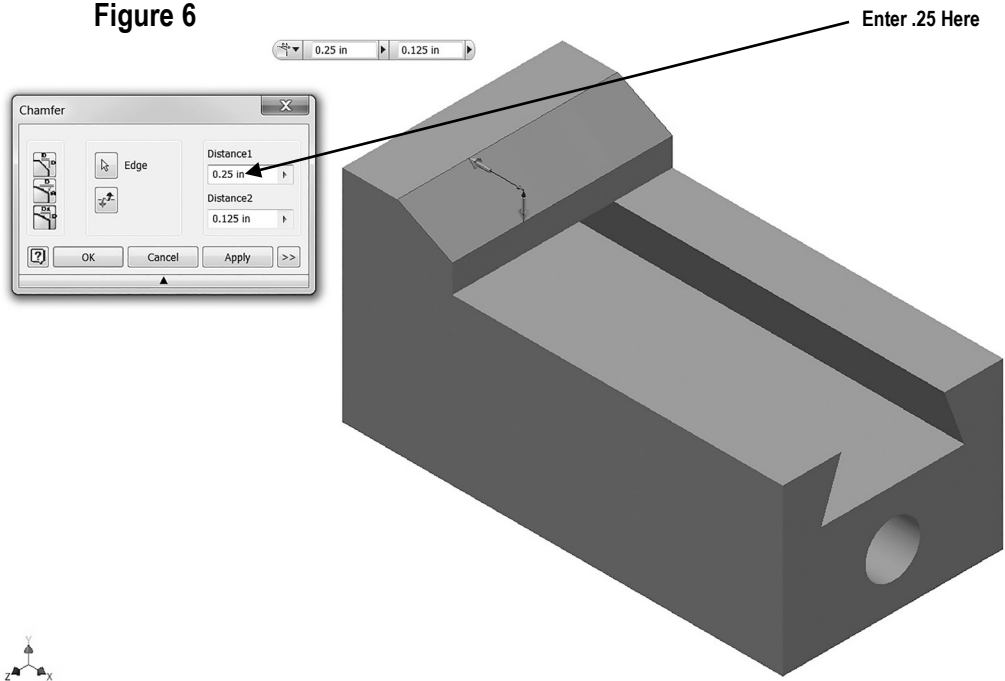 Figure 6
Enter .25 Here
0.25 in
0.125 in
Chamfer
X
Edge
Distance1
0.25 in
Distance2
0.125 in
?
OK
Cancel
Apply
>>
Y
Z
X